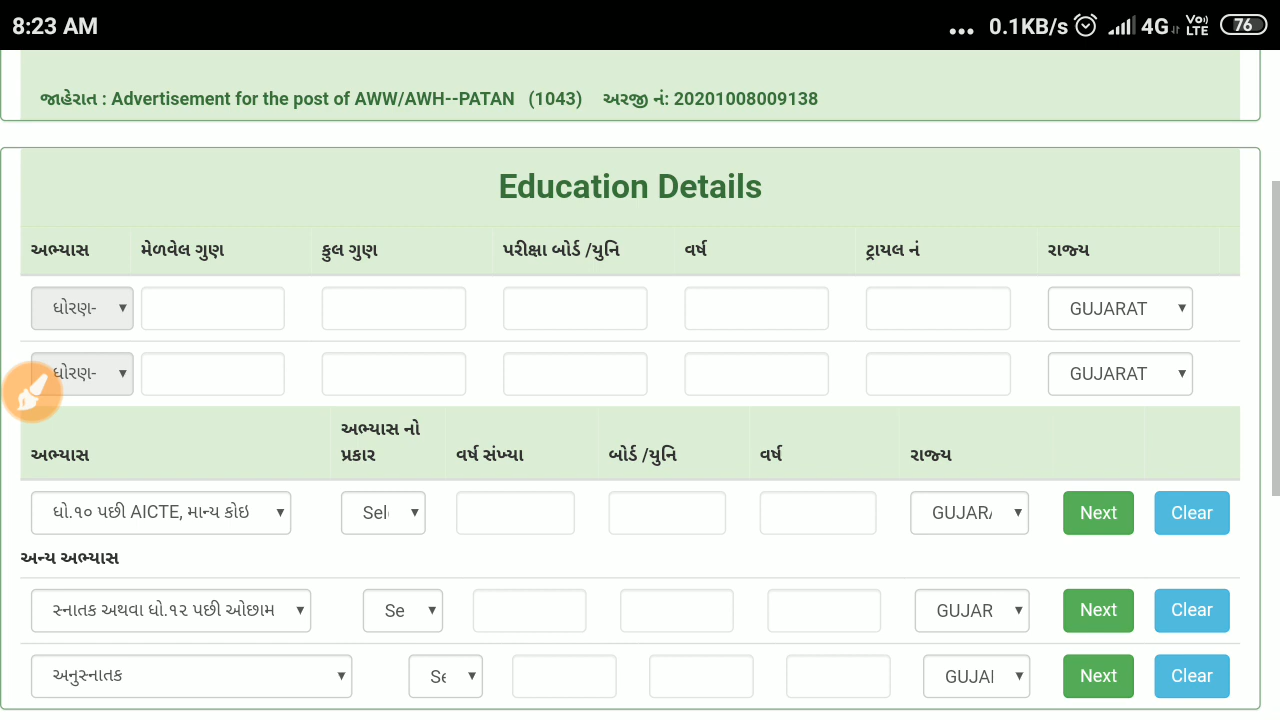 8:23 AM ... 0.1KB/s 4G Vo)) LTE 76
જાહેરાત : Advertisement for the post of AWW/AWH--PATAN (1043) અરજી નં: 20201008009138
Education Details
અભ્યાસ મેળવેલ ગુણ કુલ ગુણ પરીક્ષા બોર્ડ /યુનિ વર્ષ ટ્રાયલ નં રાજ્ય
ધોરણ- GUJARAT
ધોરણ- GUJARAT
અભ્યાસ અભ્યાસ નો પ્રકાર વર્ષ સંખ્યા બોર્ડ /યુનિ વર્ષ રાજ્ય
ધો.૧૦ પછી AICTE, માન્ય કોઇ Sel GUJAR Next Clear
અન્ય અભ્યાસ
સ્નાતક અથવા ધો.૧૨ પછી ઓછામ Se GUJAR Next Clear
અનુસ્નાતક Se GUJAI Next Clear